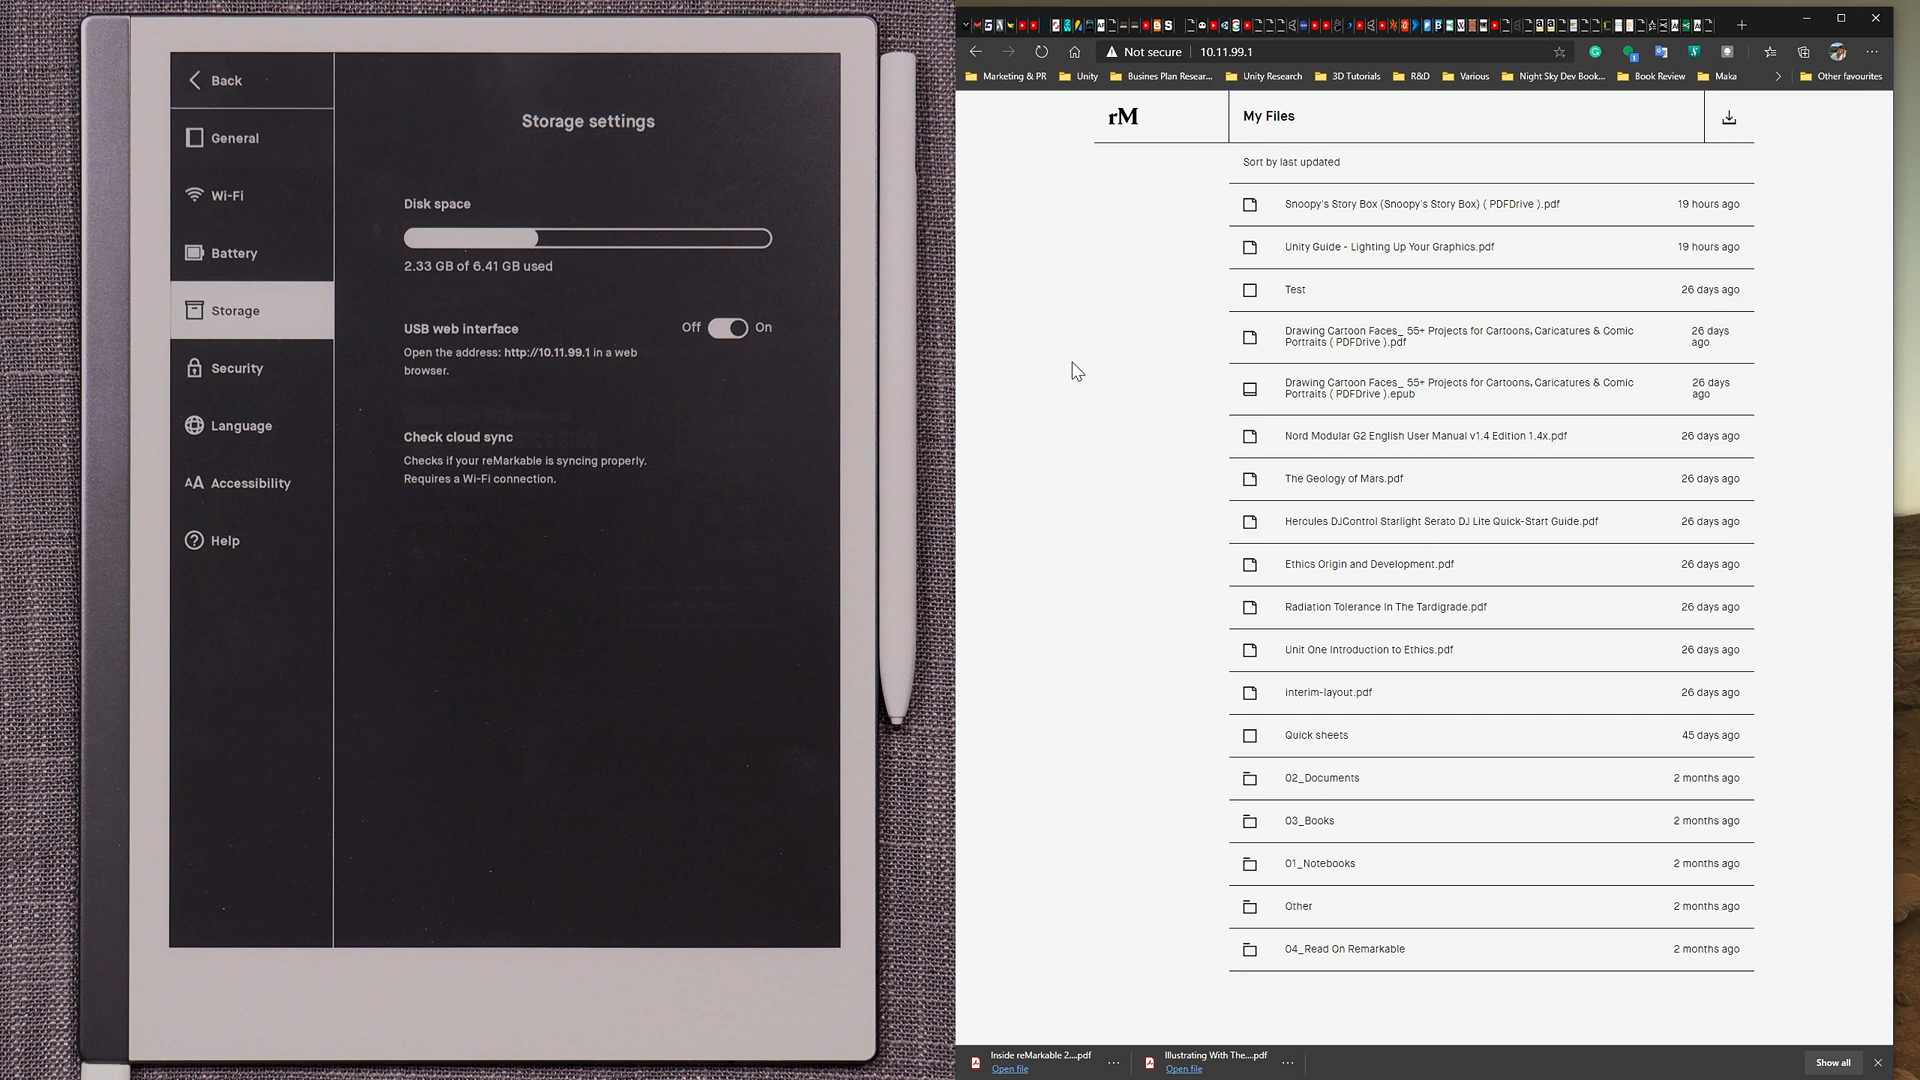 Back
General
Wi-Fi
Battery
Storage
Security
Language
AA Accessibility
Help
Storage settings
Disk space
2.33 GB of 6.41 GB used
USB web interface
Off On
Open the address: http://10.11.99.1 in a web
browser.
Check cloud sync
Checks if your reMarkable is syncing properly.
Requires a Wi-Fi connection.
Not secure 10.11.99.1
Marketing & PR Unity Busines Plan Resear... Unity Research 3D Tutorials R&D Various Night Sky Dev Book... Book Review Maka Other favourites
rM My Files
Sort by last updated
Snoopy's Story Box (Snoopy's Story Box) ( PDFDrive ).pdf 19 hours ago
Unity Guide - Lighting Up Your Graphics.pdf 19 hours ago
Test 26 days ago
Drawing Cartoon Faces_ 55+ Projects for Cartoons, Caricatures & Comic 26 days
Portraits ( PDFDrive ).pdf ago
Drawing Cartoon Faces_ 55+ Projects for Cartoons, Caricatures & Comic 26 days
Portraits ( PDFDrive ).epub ago
Nord Modular G2 English User Manual v1.4 Edition 1.4x.pdf 26 days ago
The Geology of Mars.pdf 26 days ago
Hercules DJControl Starlight Serato DJ Lite Quick-Start Guide.pdf 26 days ago
Ethics Origin and Development.pdf 26 days ago
Radiation Tolerance In The Tardigrade.pdf 26 days ago
Unit One Introduction to Ethics.pdf 26 days ago
interim-layout.pdf 26 days ago
Quick sheets 45 days ago
02_Documents 2 months ago
03_Books 2 months ago
01_Notebooks 2 months ago
Other 2 months ago
04_Read On Remarkable 2 months ago
Inside reMarkable 2....pdf
Open file
Illustrating With The....pdf
Open file
Show all